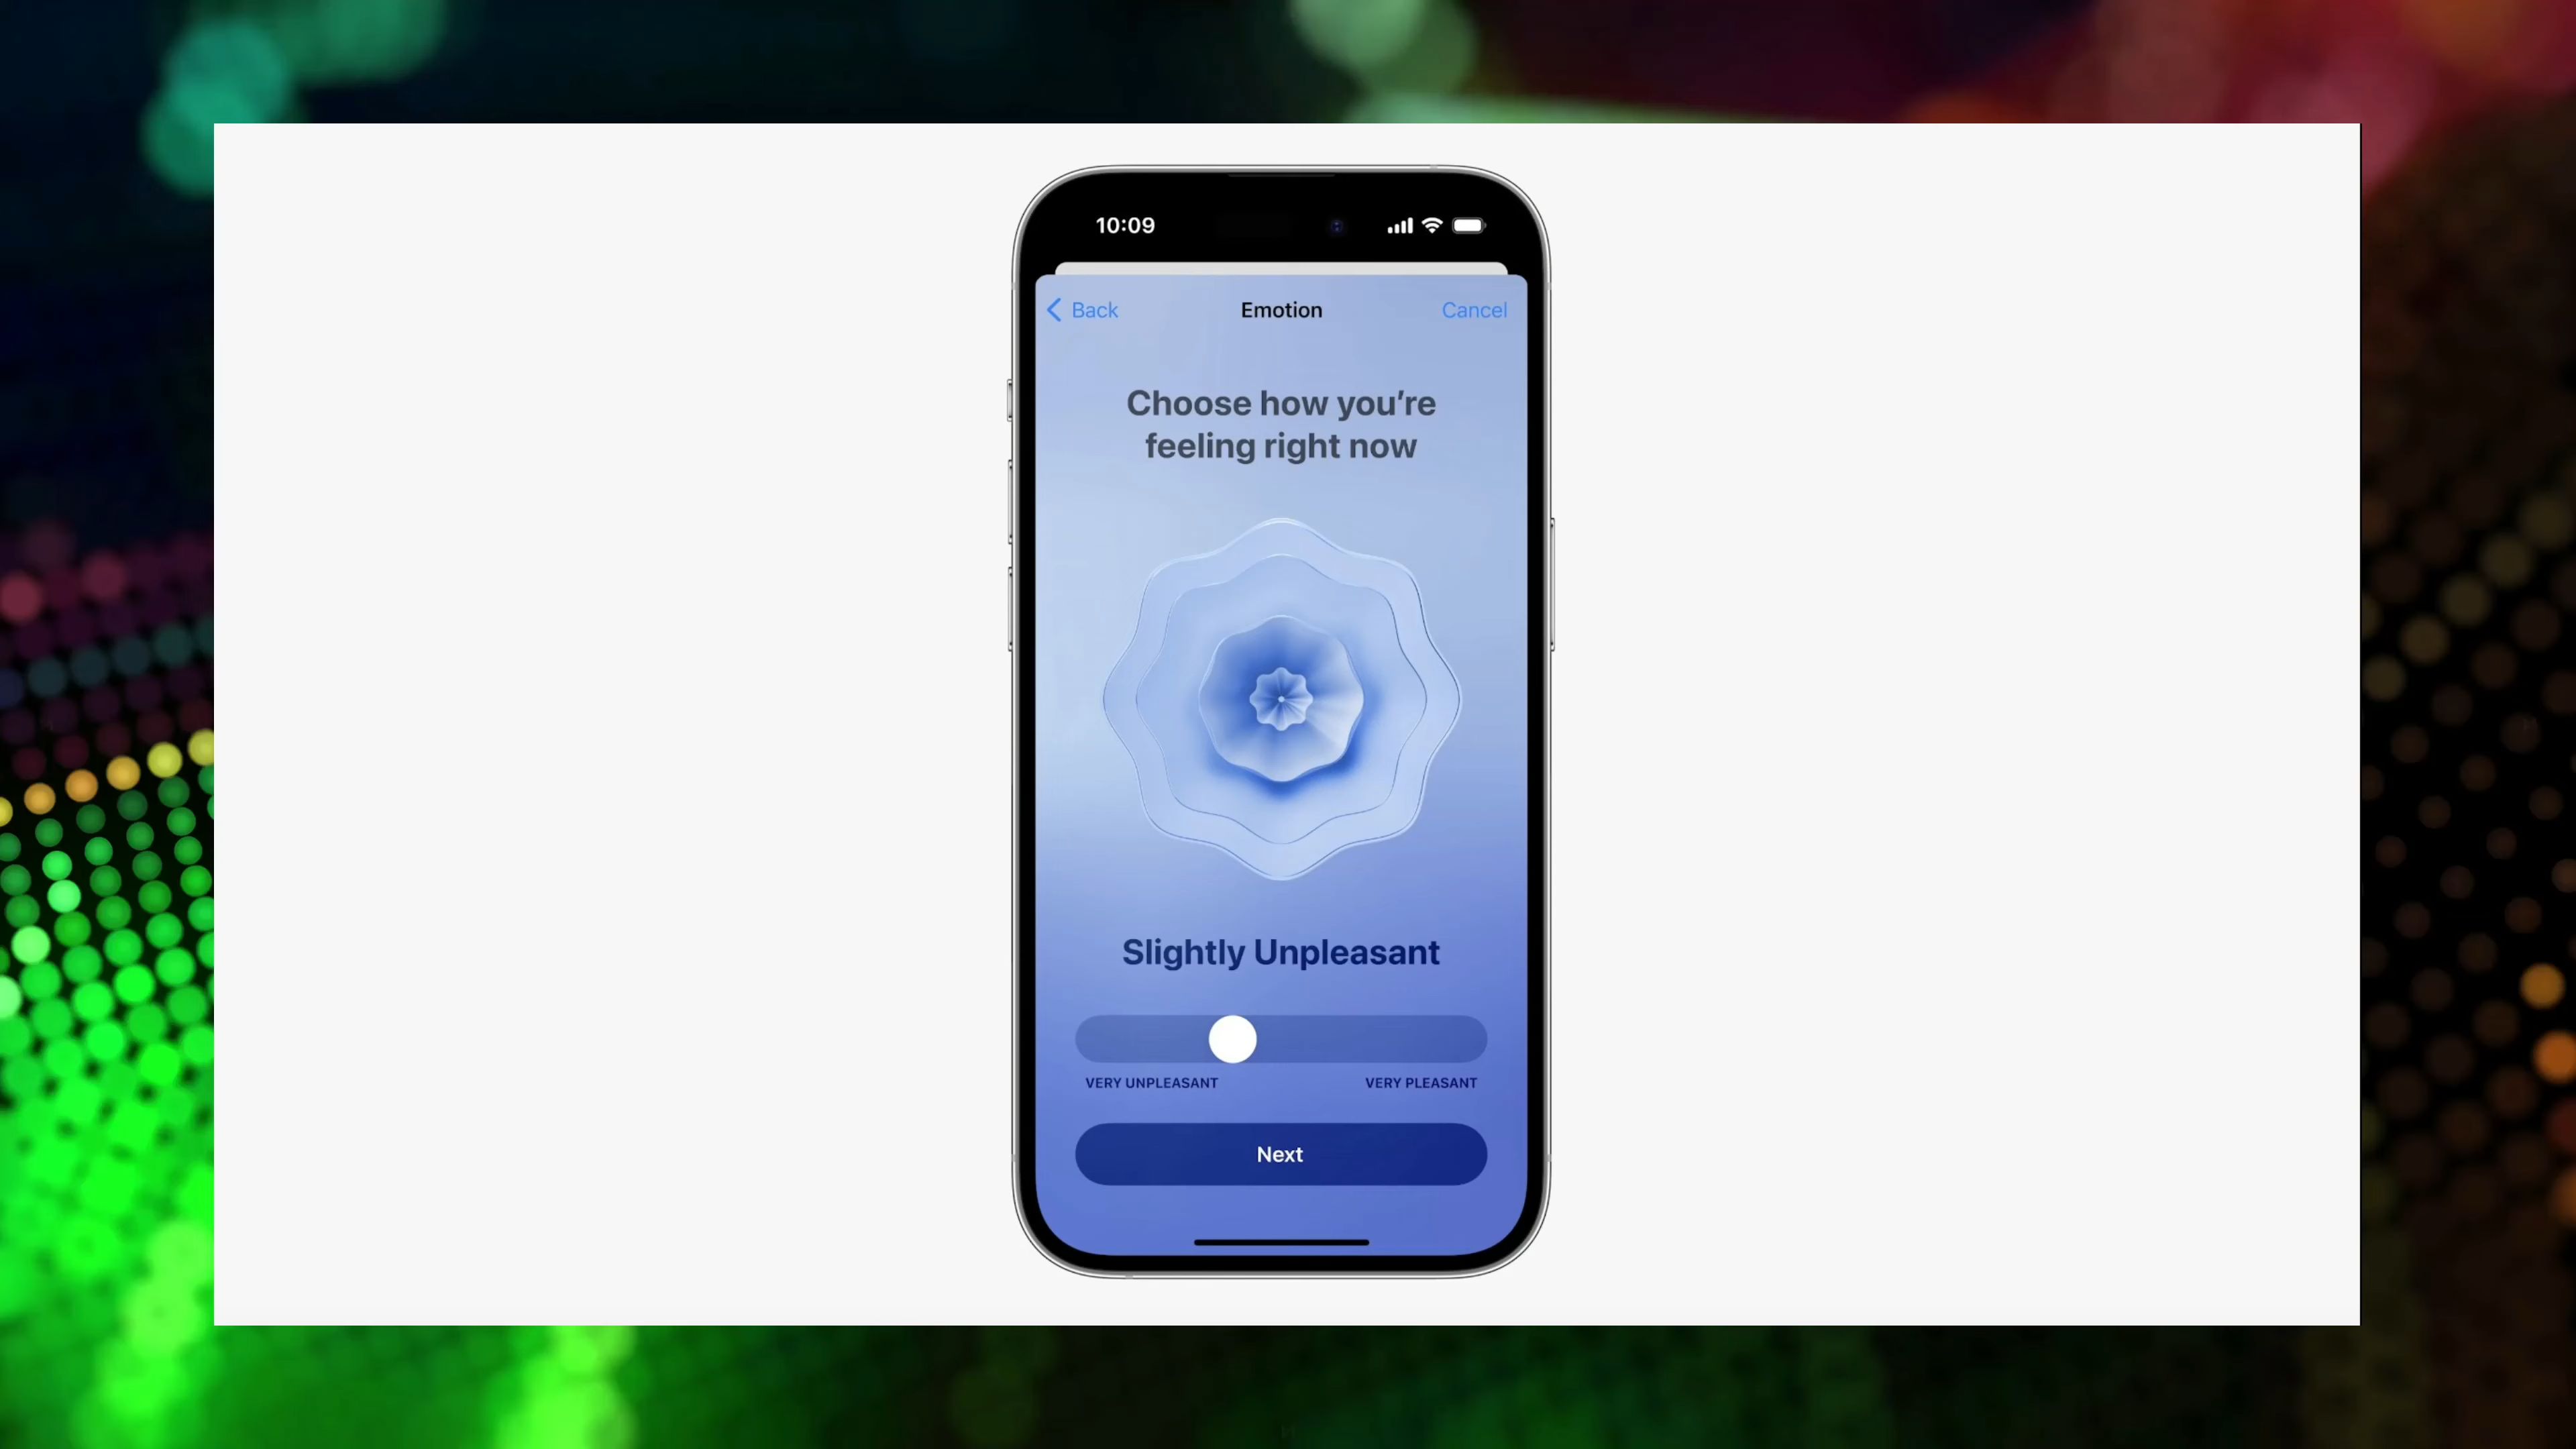 10:09
Back
Emotion
Cancel
Choose how you’re
feeling right now
Slightly Unpleasant
VERY UNPLEASANT
VERY PLEASANT
Next